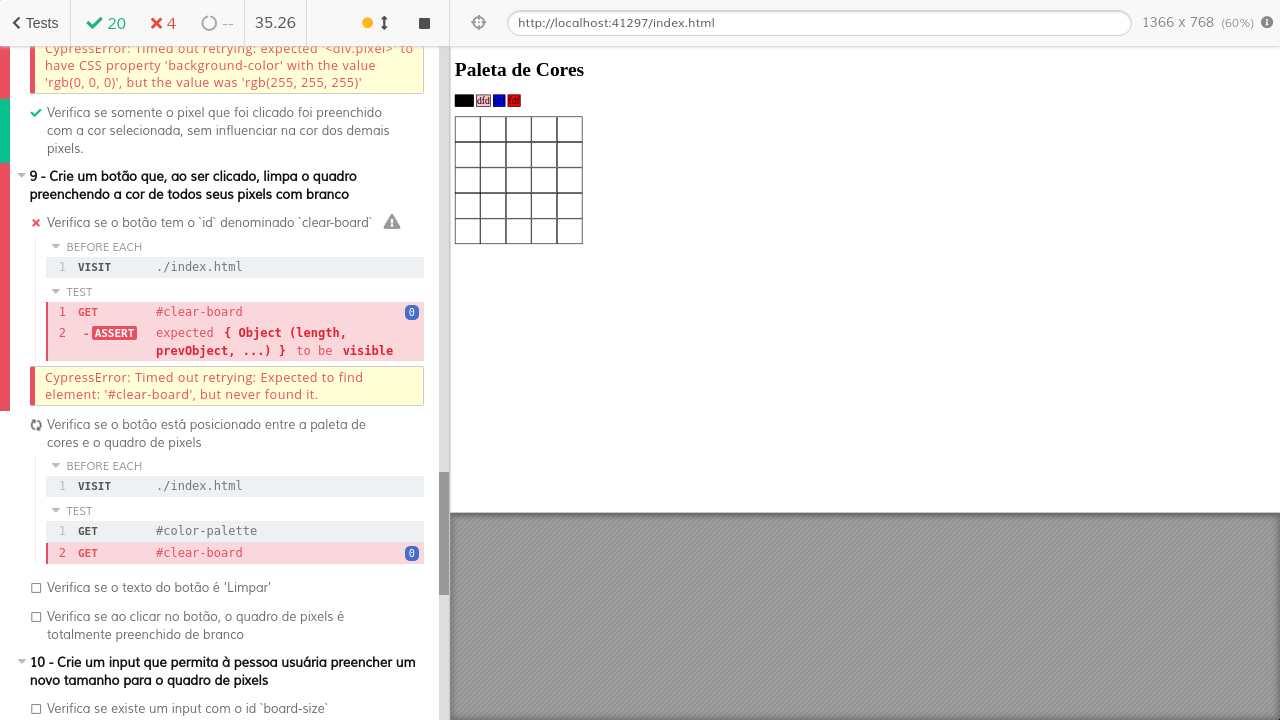 Tests 20 4 -- 35.26
http://localhost:41297/index.html 1366 x 768 (60%)
CypressError: Timed out retrying: expected '<div.pixel>' to
have CSS property 'background-color' with the value
'rgb(0, 0, 0)', but the value was 'rgb(255, 255, 255)'
Verifica se somente o pixel que foi clicado foi preenchido
com a cor selecionada, sem influenciar na cor dos demais
pixels.
9 - Crie um botão que, ao ser clicado, limpa o quadro
preenchendo a cor de todos seus pixels com branco
Verifica se o botão tem o `id` denominado `clear-board`
BEFORE EACH
1 VISIT ./index.html
TEST
1 GET #clear-board 0
2 -ASSERT expected { Object (length,
prevObject, ...) } to be visible
CypressError: Timed out retrying: Expected to find
element: '#clear-board', but never found it.
Verifica se o botão está posicionado entre a paleta de
cores e o quadro de pixels
BEFORE EACH
1 VISIT ./index.html
TEST
1 GET #color-palette
2 GET #clear-board 0
Verifica se o texto do botão é 'Limpar'
Verifica se ao clicar no botão, o quadro de pixels é
totalmente preenchido de branco
10 - Crie um input que permita à pessoa usuária preencher um
novo tamanho para o quadro de pixels
Verifica se existe um input com o id `board-size`
Paleta de Cores
dfd